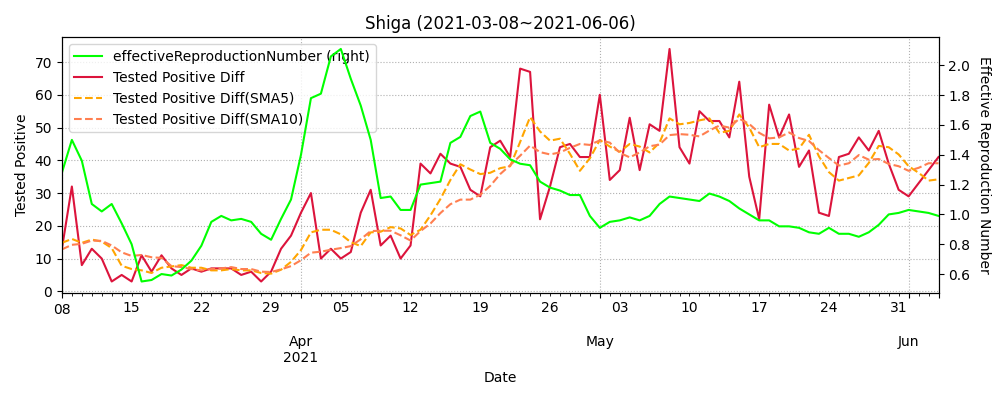 Shiga (2021-03-08~2021-06-06)
effectiveReproductionNumber (right)
Tested Positive Diff
Tested Positive Diff(SMA5)
Tested Positive Diff(SMA10)
Tested Positive
70
60
50
40
30
20
10
0
2.0
1.8
1.6
1.4
1.2
1.0
0.8
0.6
Effective Reproduction Number
08 15 22 29 05 12 19 26 03 10 17 24 31
Apr May Jun
2021
Date